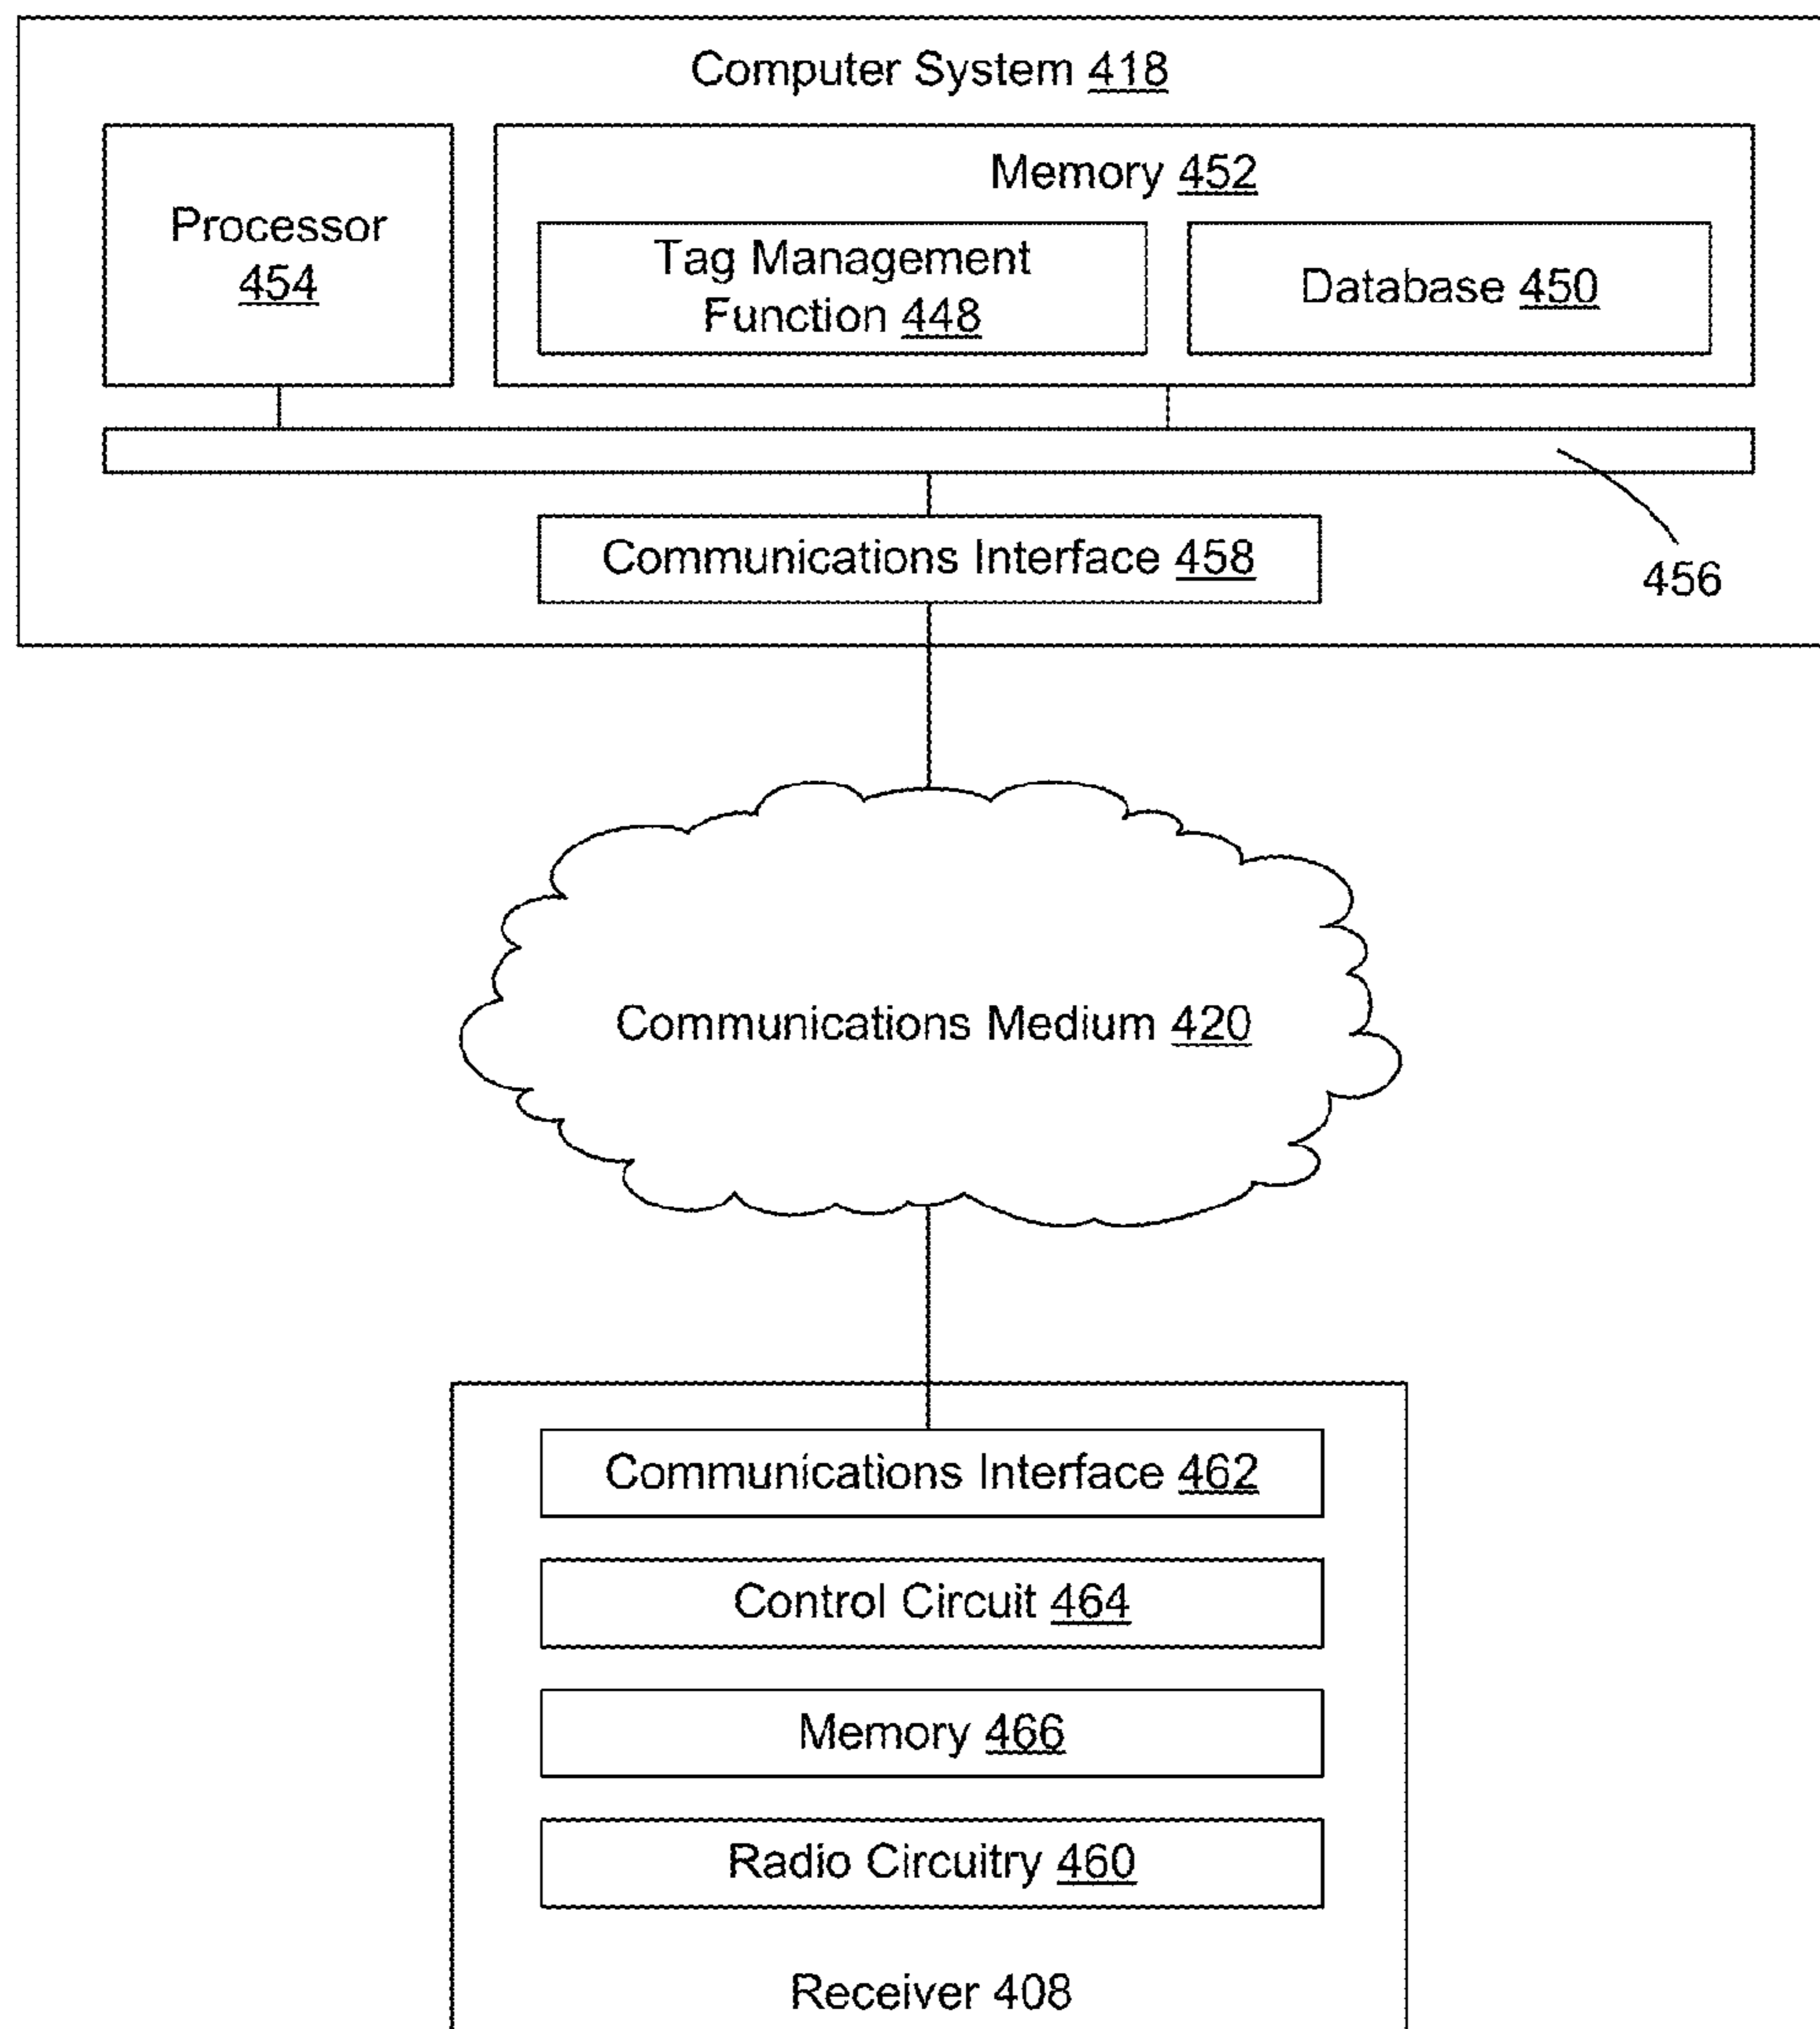 Computer System 418
Processor
454
Memory 452
Tag Management
Function 448
Database 450
456
Communications Interface 458
Communications Medium 420
Communications Interface 462
Control Circuit 464
Memory 466
Radio Circuitry 460
Receiver 408